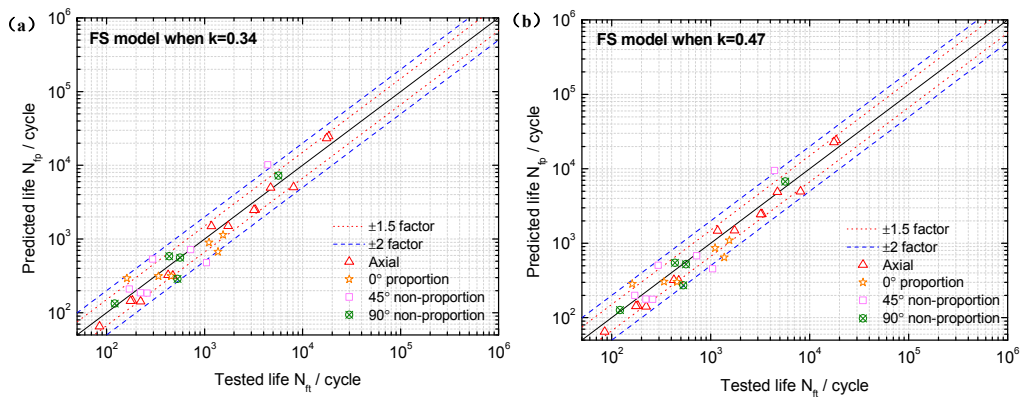 (a)
FS model when k=0.34
Predicted life N_fp / cycle
10^6
10^5
10^4
10^3
10^2
±1.5 factor
±2 factor
Axial
0° proportion
45° non-proportion
90° non-proportion
10^2 10^3 10^4 10^5 10^6
Tested life N_ft / cycle
(b)
FS model when k=0.47
Predicted life N_fp / cycle
10^6
10^5
10^4
10^3
10^2
±1.5 factor
±2 factor
Axial
0° proportion
45° non-proportion
90° non-proportion
10^2 10^3 10^4 10^5 10^6
Tested life N_ft / cycle